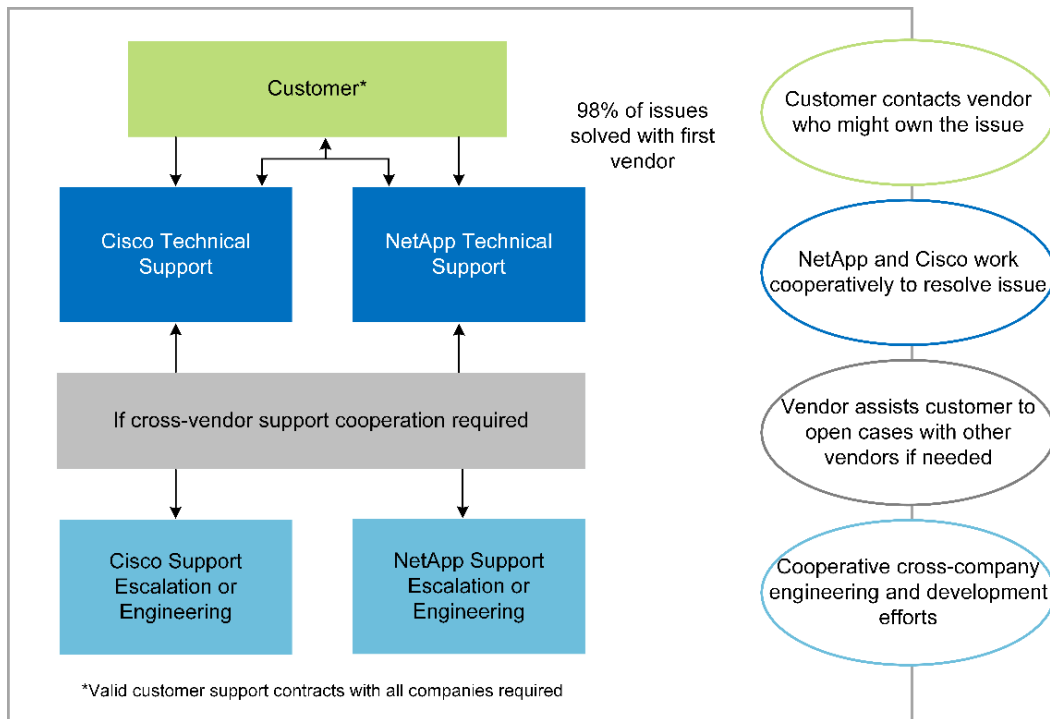 Customer*
98% of issues
solved with first
vendor
Cisco Technical
Support
NetApp Technical
Support
If cross-vendor support cooperation required
Cisco Support
Escalation or
Engineering
NetApp Support
Escalation or
Engineering
*Valid customer support contracts with all companies required
Customer contacts vendor
who might own the issue
NetApp and Cisco work
cooperatively to resolve issue
Vendor assists customer to
open cases with other
vendors if needed
Cooperative cross-company
engineering and development
efforts